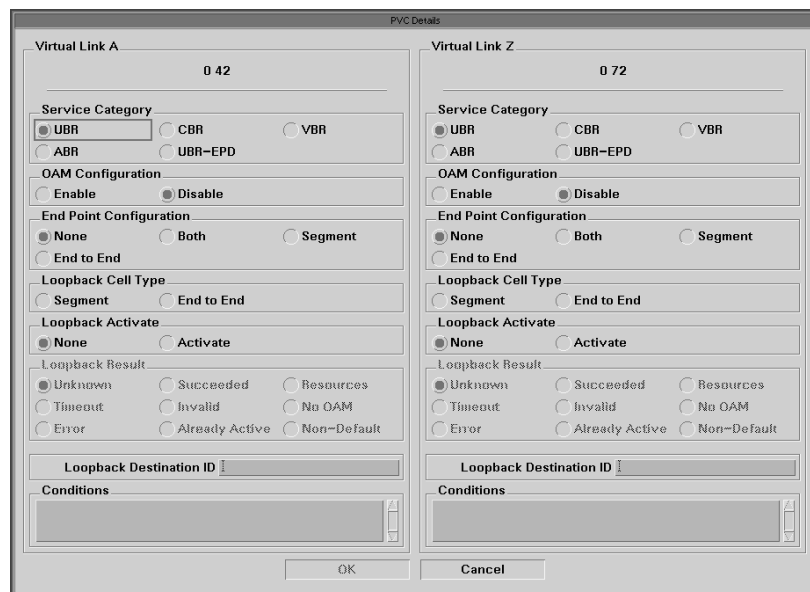 PVC Details
Virtual Link A
0 42
Service Category
UBR CBR VBR
ABR UBR-EPD
OAM Configuration
Enable Disable
End Point Configuration
None Both Segment
End to End
Loopback Cell Type
Segment End to End
Loopback Activate
None Activate
Loopback Result
Unknown Succeeded Resources
Timeout Invalid No OAM
Error Already Active Non-Default
Loopback Destination ID
Conditions
Virtual Link Z
0 72
Service Category
UBR CBR VBR
ABR UBR-EPD
OAM Configuration
Enable Disable
End Point Configuration
None Both Segment
End to End
Loopback Cell Type
Segment End to End
Loopback Activate
None Activate
Loopback Result
Unknown Succeeded Resources
Timeout Invalid No OAM
Error Already Active Non-Default
Loopback Destination ID
Conditions
OK Cancel